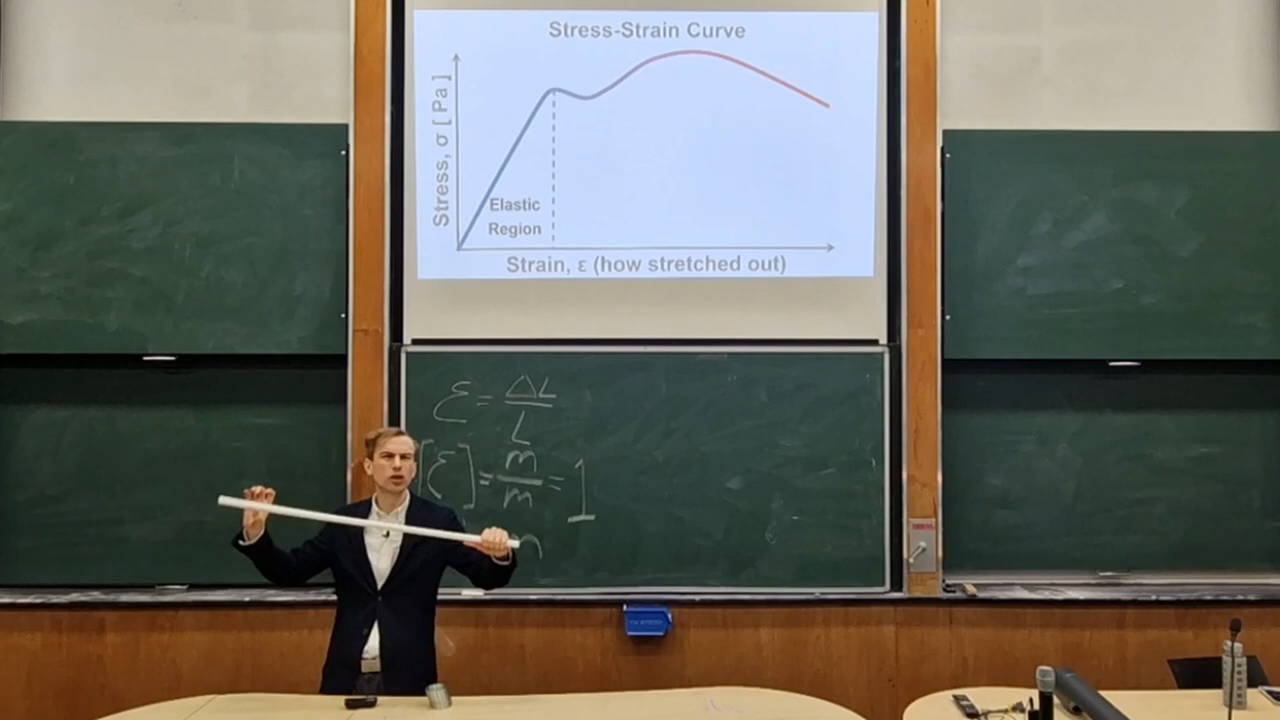 Stress-Strain Curve
Stress, σ [ Pa ]
Elastic
Region
Strain, ε (how stretched out)
ε = ΔL
L
[ε] = m
m
= 1